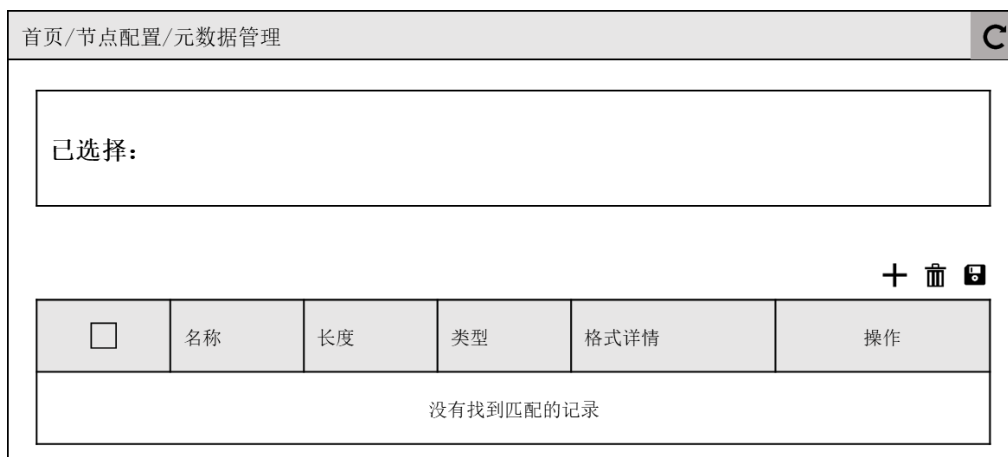 首页/节点配置/元数据管理
已选择：
名称 长度 类型 格式详情 操作
没有找到匹配的记录